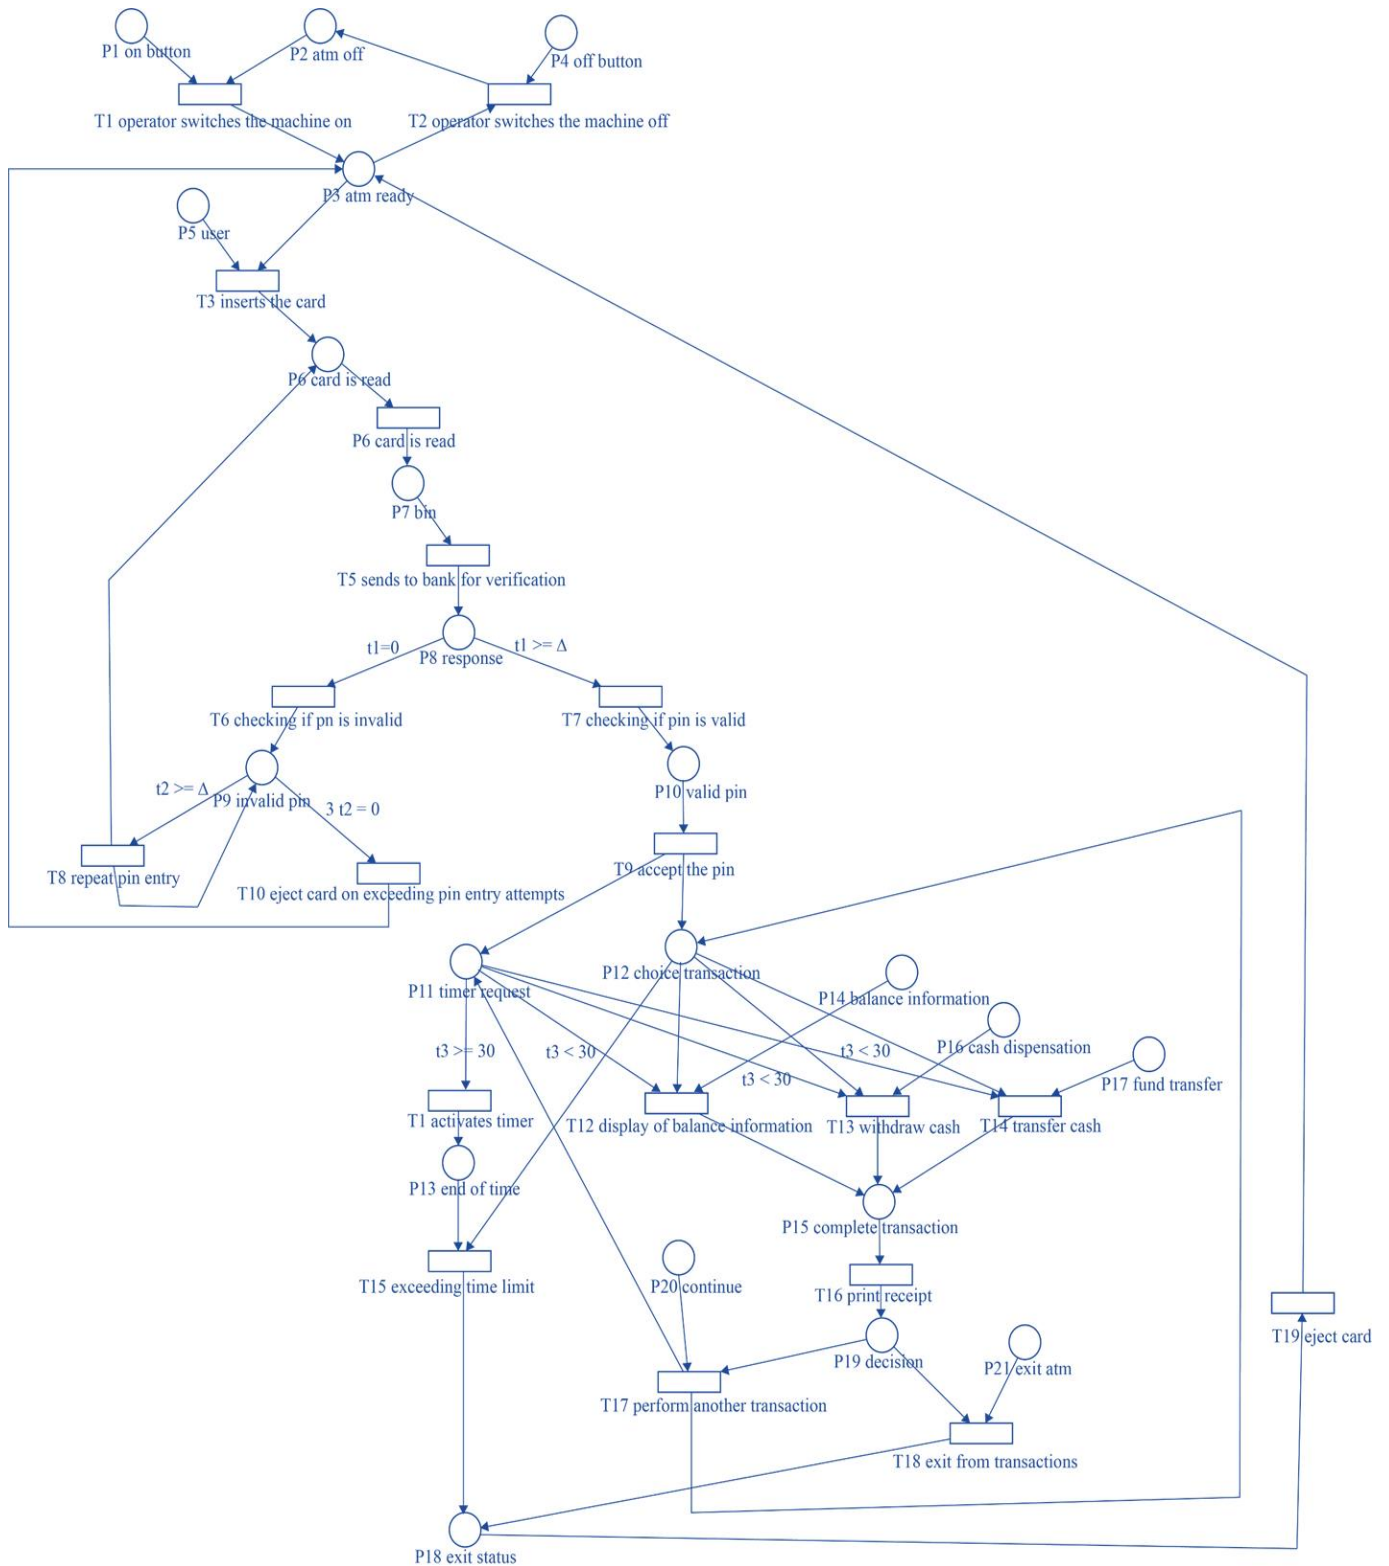 P1 on button
P2 atm off
P4 off button
T1 operator switches the machine on
T2 operator switches the machine off
P3 atm ready
P5 user
T3 inserts the card
P6 card is read
P6 card is read
P7 bin
T5 sends to bank for verification
t1=0
P8 response
t1 >= Δ
T6 checking if pn is invalid
T7 checking if pin is valid
t2 >= Δ
P9 invalid pin
3 t2 = 0
P10 valid pin
T8 repeat pin entry
T10 eject card on exceeding pin entry attempts
T9 accept the pin
P11 timer request
P12 choice transaction
P14 balance information
P16 cash dispensation
P17 fund transfer
t3 >= 30
t3 < 30
t3 < 30
t3 < 30
T1 activates timer
T12 display of balance information
T13 withdraw cash
T14 transfer cash
P13 end of time
P15 complete transaction
T15 exceeding time limit
P20 continue
T16 print receipt
T19 eject card
P19 decision
P21 exit atm
T17 perform another transaction
T18 exit from transactions
P18 exit status